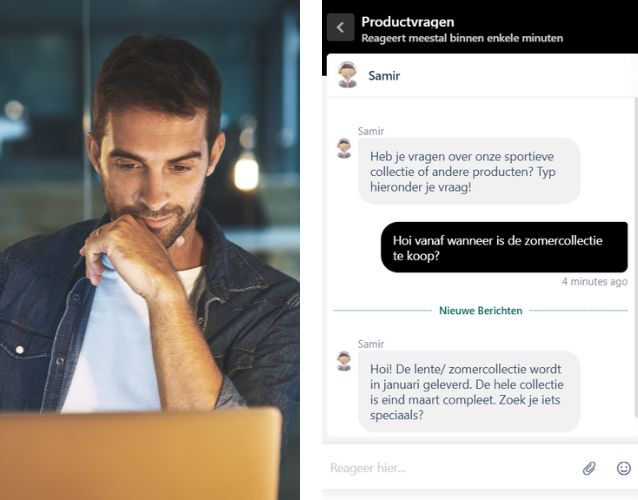 Productvragen
Reageert meestal binnen enkele minuten
Samir
Samir
Heb je vragen over onze sportieve
collectie of andere producten? Typ
hieronder je vraag!
Hoi vanaf wanneer is de zomercollectie
te koop?
4 minutes ago
Nieuwe Berichten
Samir
Hoi! De lente/ zomercollectie wordt
in januari geleverd. De hele collectie
is eind maart compleet. Zoek je iets
speciaals?
Reageer hier...